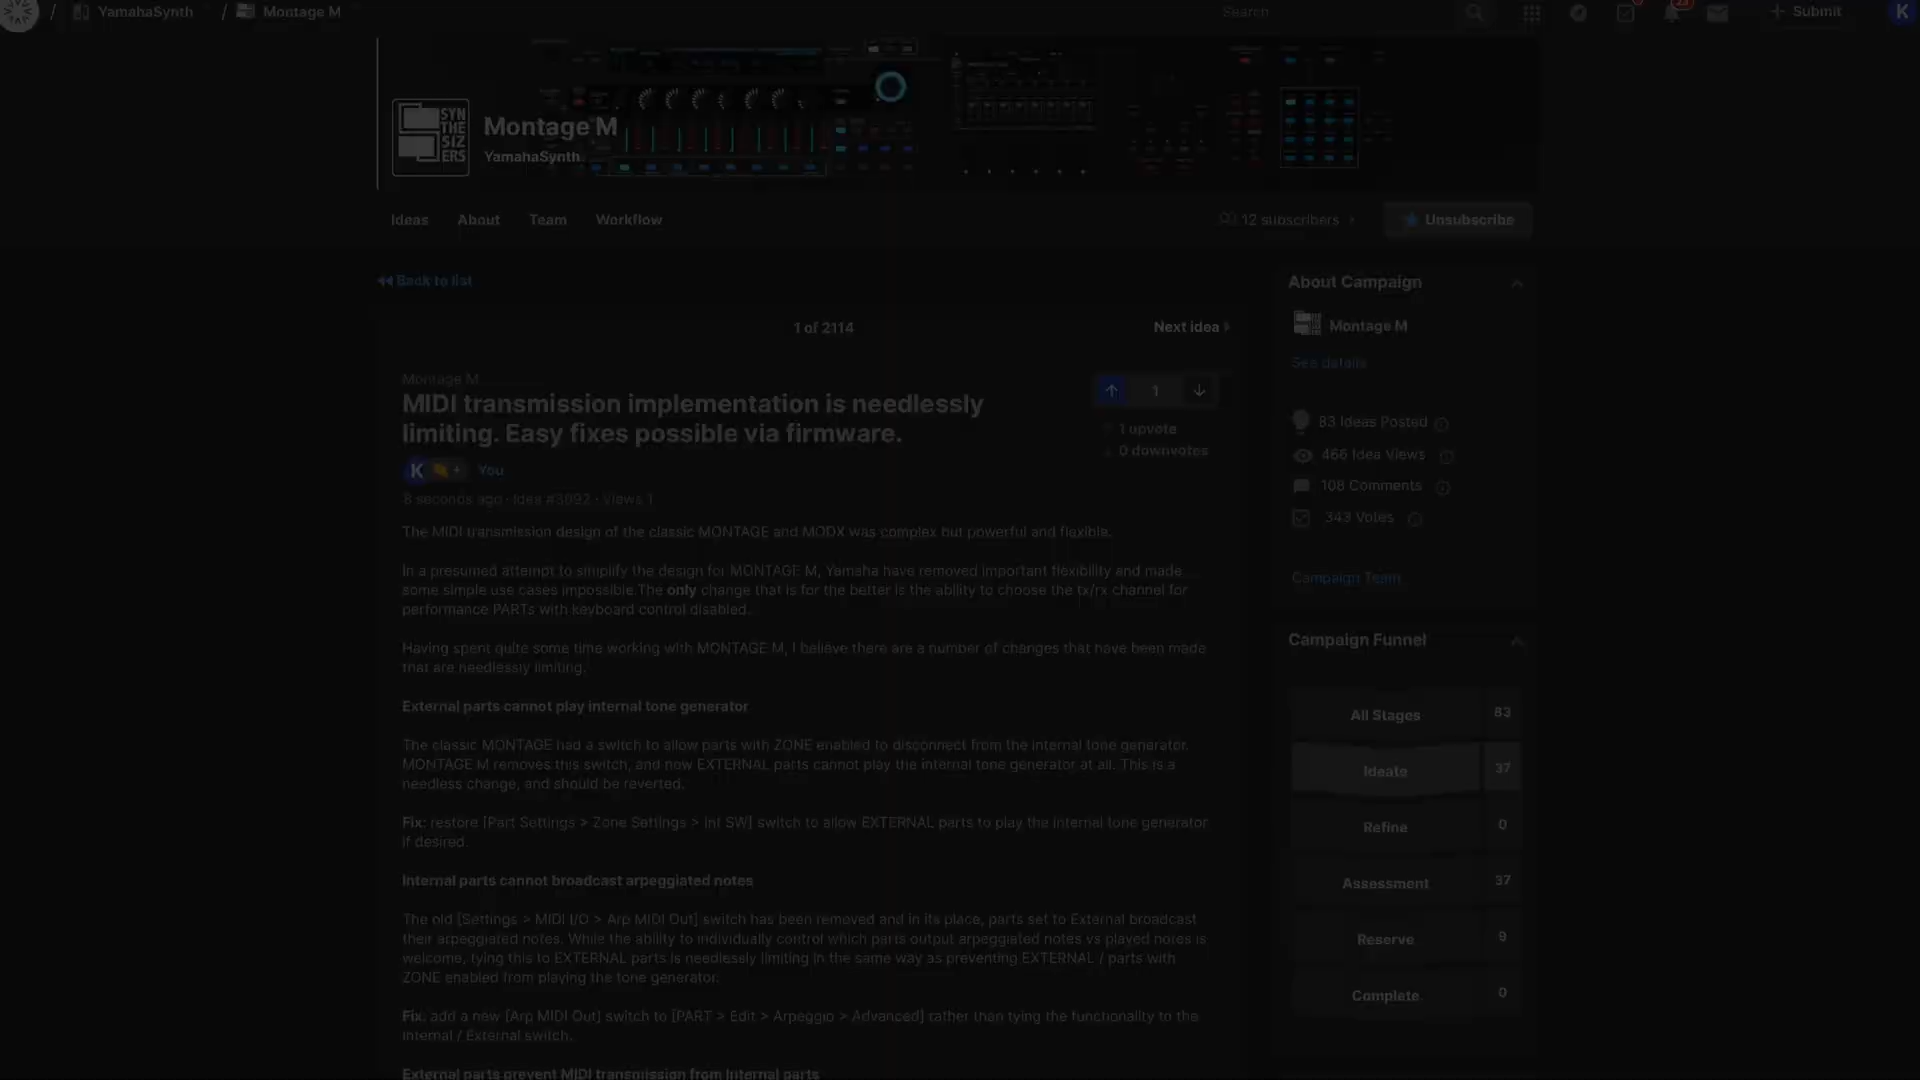 / YamahaSynth / Montage M
Search
23
Submit
K
SYN
THE
SIZ
ERS
Montage M
YamahaSynth
Ideas About Team Workflow
12 subscribers
Unsubscribe
Back to list
1 of 2114
Next idea
Montage M
MIDI transmission implementation is needlessly
limiting. Easy fixes possible via firmware.
1
1 upvote
0 downvotes
K + You
8 seconds ago · Idea #3092 · Views 1
The MIDI transmission design of the classic MONTAGE and MODX was complex but powerful and flexible.
In a presumed attempt to simplify the design for MONTAGE M, Yamaha have removed important flexibility and made
some simple use cases impossible.The only change that is for the better is the ability to choose the tx/rx channel for
performance PARTs with keyboard control disabled.
Having spent quite some time working with MONTAGE M, I believe there are a number of changes that have been made
that are needlessly limiting.
External parts cannot play internal tone generator
The classic MONTAGE had a switch to allow parts with ZONE enabled to disconnect from the internal tone generator.
MONTAGE M removes this switch, and now EXTERNAL parts cannot play the internal tone generator at all. This is a
needless change, and should be reverted.
Fix: restore [Part Settings > Zone Settings > Int SW] switch to allow EXTERNAL parts to play the internal tone generator
if desired.
Internal parts cannot broadcast arpeggiated notes
The old [Settings > MIDI I/O > Arp MIDI Out] switch has been removed and in its place, parts set to External broadcast
their arpeggiated notes. While the ability to individually control which parts output arpeggiated notes vs played notes is
welcome, tying this to EXTERNAL parts is needlessly limiting in the same way as preventing EXTERNAL / parts with
ZONE enabled from playing the tone generator.
Fix: add a new [Arp MIDI Out] switch to [PART > Edit > Arpeggio > Advanced] rather than tying the functionality to the
internal / External switch.
External parts prevent MIDI transmission from Internal parts
About Campaign
Montage M
See details
83 Ideas Posted
466 Idea Views
108 Comments
343 Votes
Campaign Team
Campaign Funnel
All Stages 83
Ideate 37
Refine 0
Assessment 37
Reserve 9
Complete 0